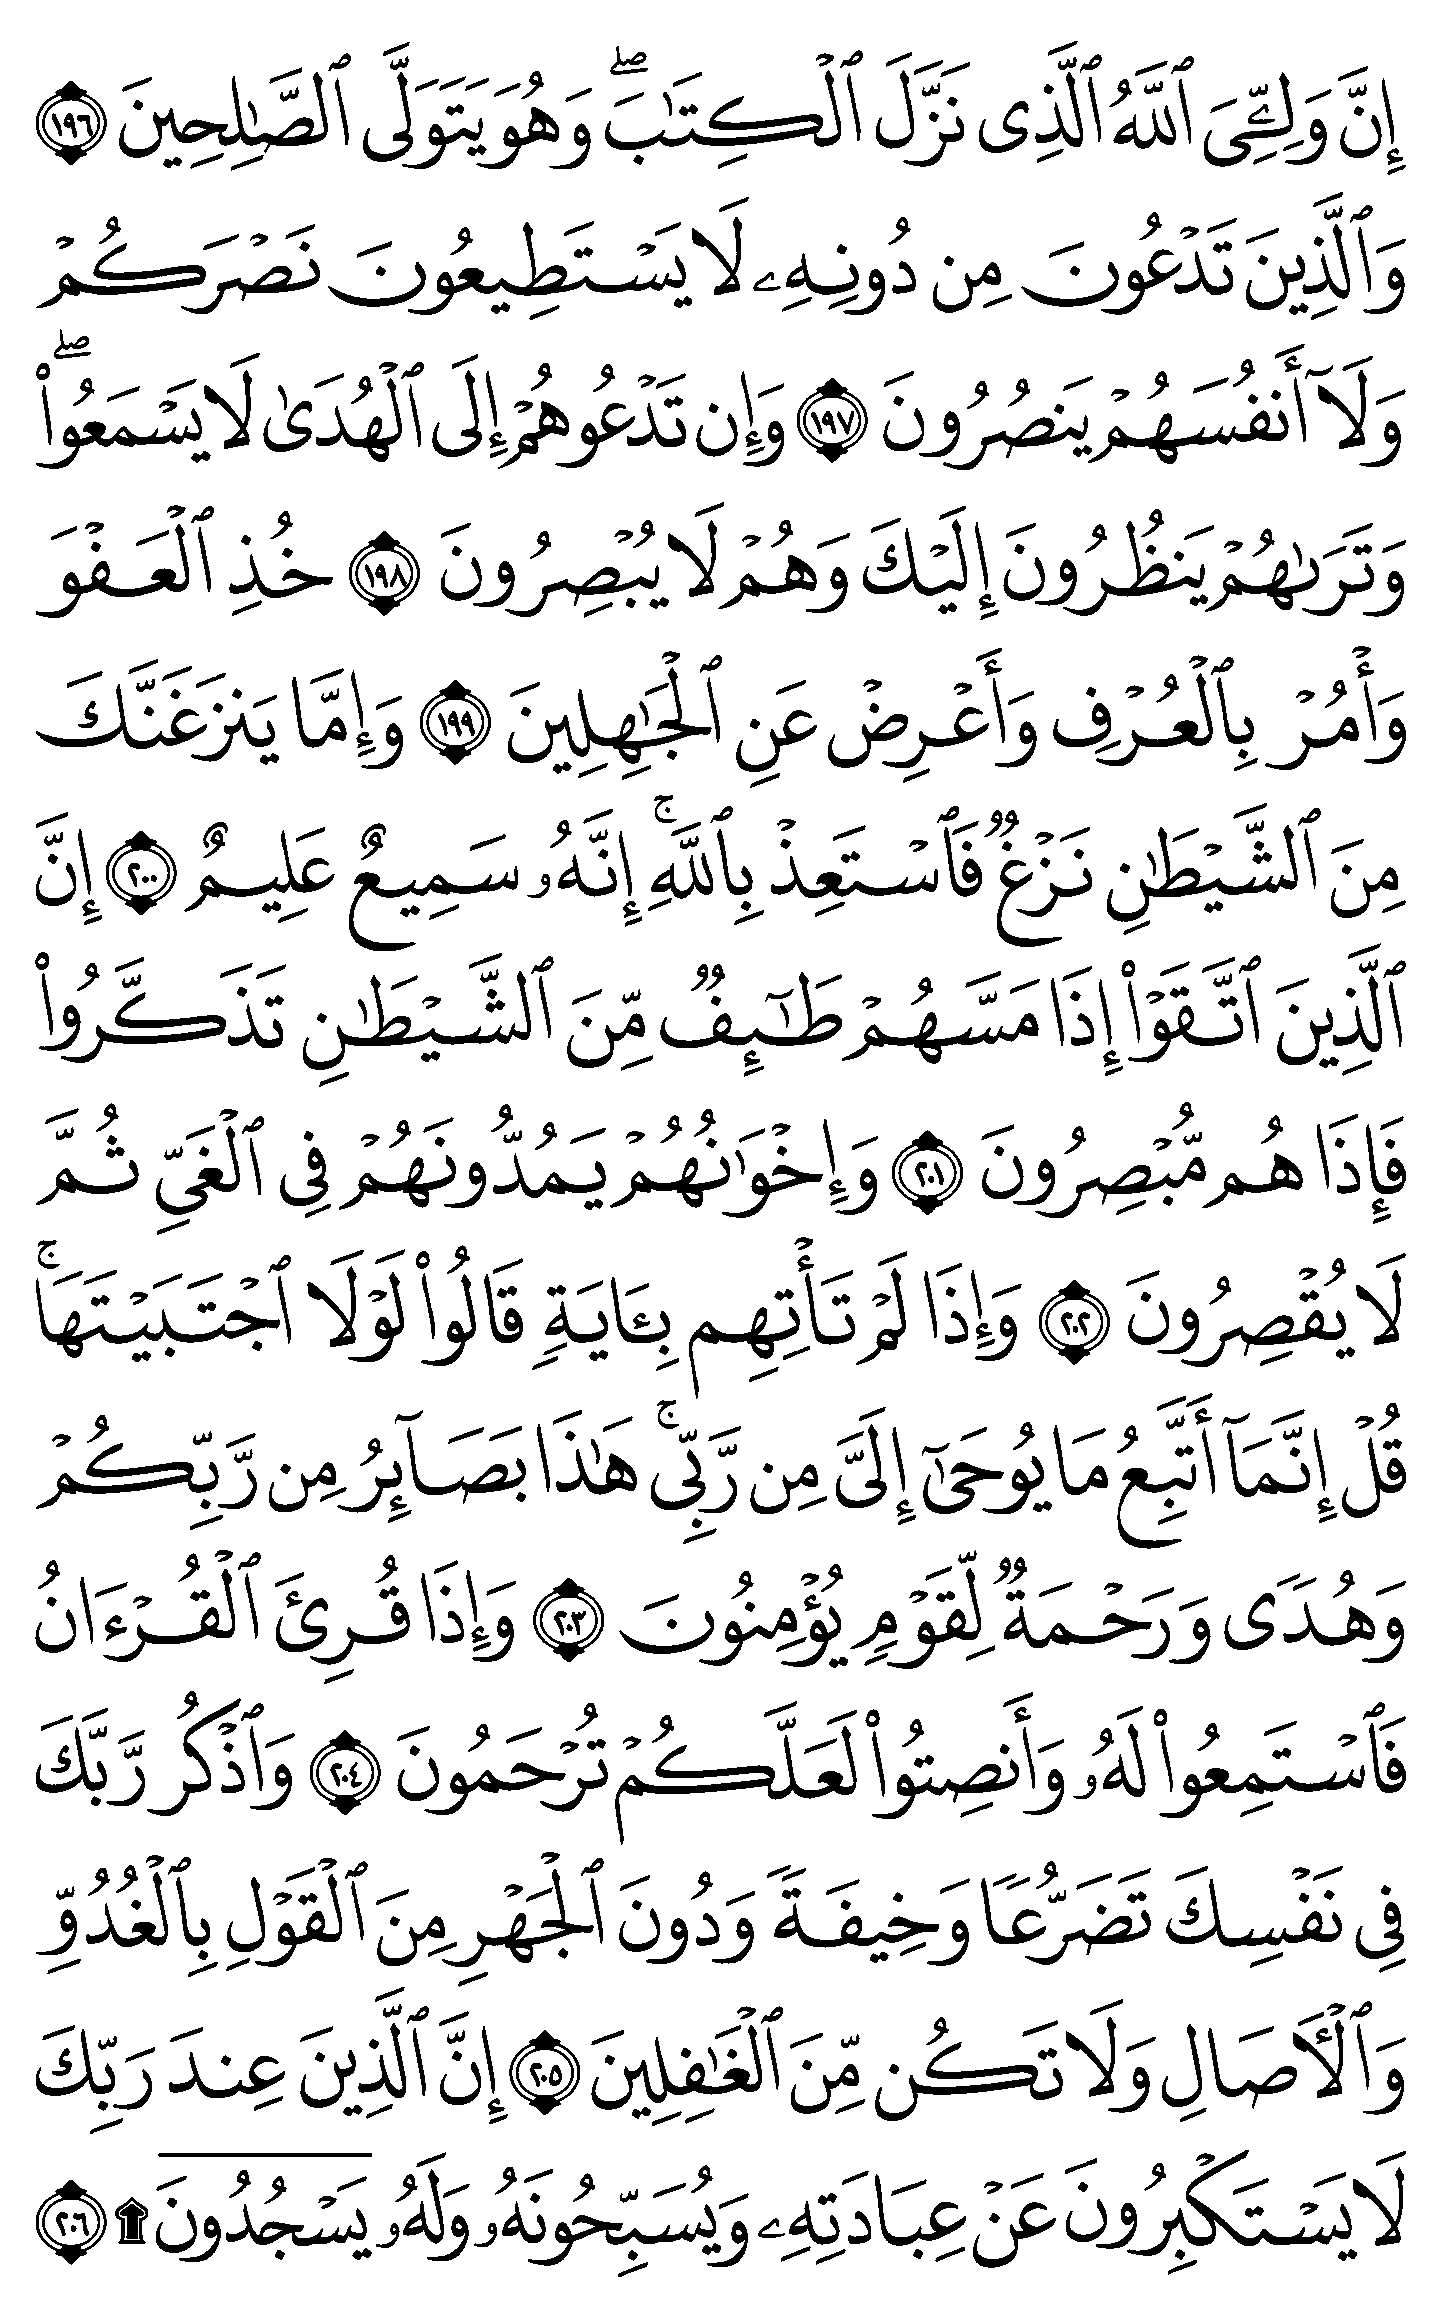 إِنَّ وَلِـِّۧيَ ٱللَّهُ ٱلَّذِى نَزَّلَ ٱلْكِتَٰبَ ۖ وَهُوَ يَتَوَلَّى ٱلصَّٰلِحِينَ ١٩٦
وَٱلَّذِينَ تَدْعُونَ مِن دُونِهِۦ لَا يَسْتَطِيعُونَ نَصْرَكُمْ
وَلَآ أَنفُسَهُمْ يَنصُرُونَ ١٩٧ وَإِن تَدْعُوهُمْ إِلَى ٱلْهُدَىٰ لَا يَسْمَعُوا۟ ۖ
وَتَرَىٰهُمْ يَنظُرُونَ إِلَيْكَ وَهُمْ لَا يُبْصِرُونَ ١٩٨ خُذِ ٱلْعَفْوَ
وَأْمُرْ بِٱلْعُرْفِ وَأَعْرِضْ عَنِ ٱلْجَٰهِلِينَ ١٩٩ وَإِمَّا يَنزَغَنَّكَ
مِنَ ٱلشَّيْطَٰنِ نَزْغٌ فَٱسْتَعِذْ بِٱللَّهِ ۚ إِنَّهُۥ سَمِيعٌ عَلِيمٌ ٢٠٠ إِنَّ
ٱلَّذِينَ ٱتَّقَوْا۟ إِذَا مَسَّهُمْ طَٰٓئِفٌ مِّنَ ٱلشَّيْطَٰنِ تَذَكَّرُوا۟
فَإِذَا هُم مُّبْصِرُونَ ٢٠١ وَإِخْوَٰنُهُمْ يَمُدُّونَهُمْ فِى ٱلْغَىِّ ثُمَّ
لَا يُقْصِرُونَ ٢٠٢ وَإِذَا لَمْ تَأْتِهِم بِـَٔايَةٍ قَالُوا۟ لَوْلَا ٱجْتَبَيْتَهَا ۚ
قُلْ إِنَّمَآ أَتَّبِعُ مَا يُوحَىٰٓ إِلَىَّ مِن رَّبِّى ۚ هَٰذَا بَصَآئِرُ مِن رَّبِّكُمْ
وَهُدًى وَرَحْمَةٌ لِّقَوْمٍ يُؤْمِنُونَ ٢٠٣ وَإِذَا قُرِئَ ٱلْقُرْءَانُ
فَٱسْتَمِعُوا۟ لَهُۥ وَأَنصِتُوا۟ لَعَلَّكُمْ تُرْحَمُونَ ٢٠٤ وَٱذْكُر رَّبَّكَ
فِى نَفْسِكَ تَضَرُّعًا وَخِيفَةً وَدُونَ ٱلْجَهْرِ مِنَ ٱلْقَوْلِ بِٱلْغُدُوِّ
وَٱلْـَٔاصَالِ وَلَا تَكُن مِّنَ ٱلْغَٰفِلِينَ ٢٠٥ إِنَّ ٱلَّذِينَ عِندَ رَبِّكَ
لَا يَسْتَكْبِرُونَ عَنْ عِبَادَتِهِۦ وَيُسَبِّحُونَهُۥ وَلَهُۥ يَسْجُدُونَ ۩ ٢٠٦